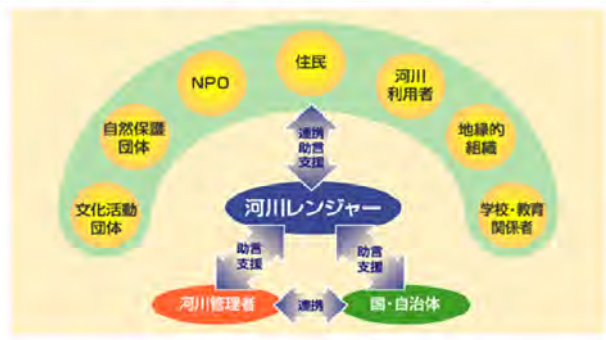 住民
NPO
河川
利用者
自然保護
団体
地縁的
組織
文化活動
団体
学校・教育
関係者
連携
助言
支援
河川レンジャー
助言
支援
助言
支援
河川管理者
連携
国・自治体